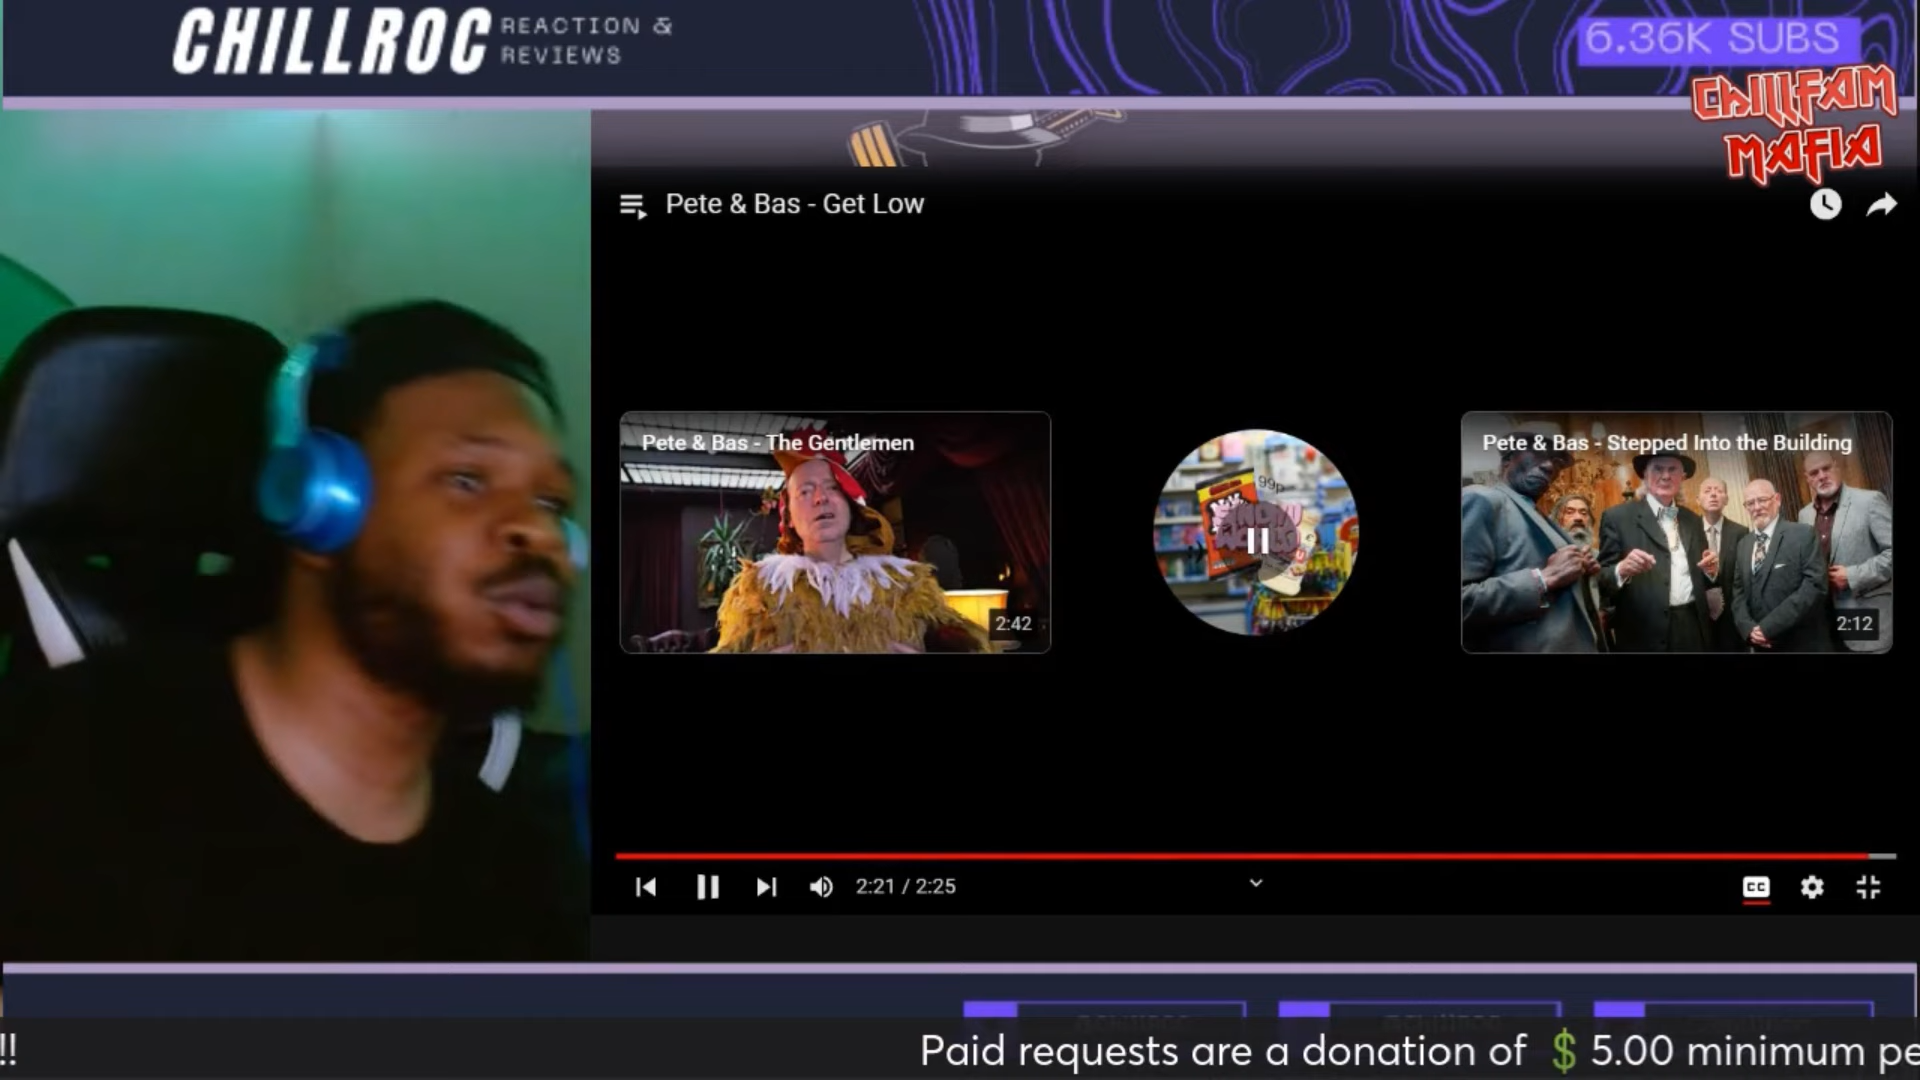 CHILLROC
REACTION &
REVIEWS
6.36K SUBS
CHILLFAM
MAFIA
Pete & Bas - Get Low
Pete & Bas - The Gentlemen
2:42
99p
Pete & Bas - Stepped Into the Building
2:12
2:21 / 2:25
CC
!!
Paid requests are a donation of $ 5.00 minimum pe